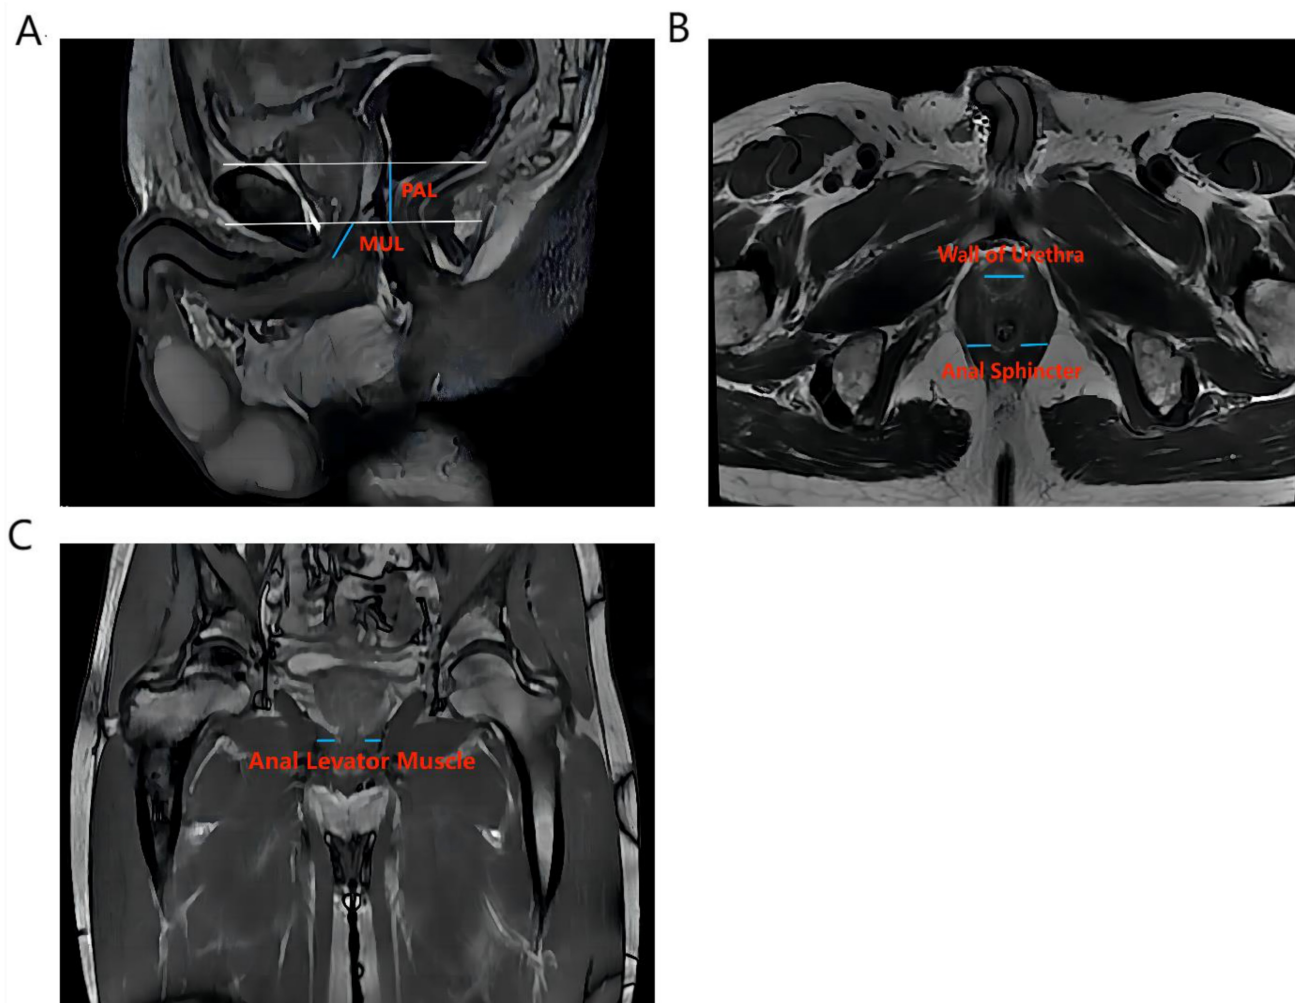 A
PAL
MUL
B
Wall of Urethra
Anal Sphincter
C
Anal Levator Muscle